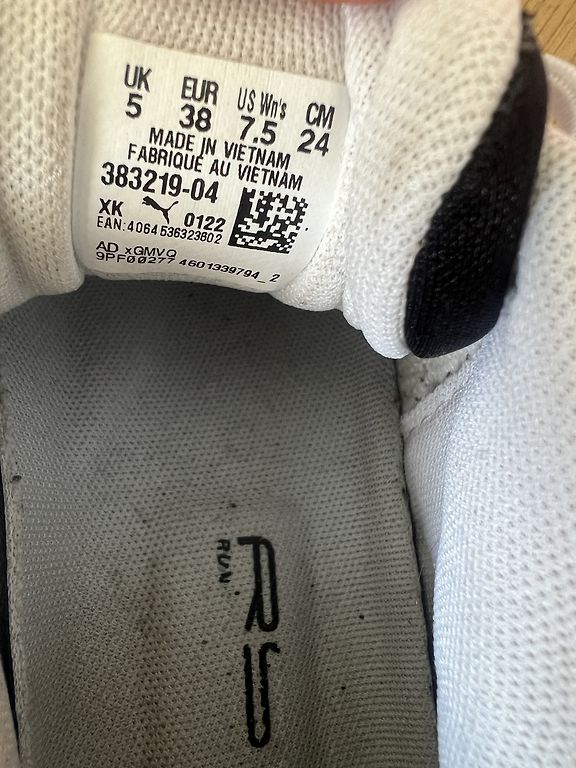 UK EUR US Wn's CM
5 38 7.5 24
MADE IN VIETNAM
FABRIQUÉ AU VIETNAM
383219-04
XK 0122
EAN:4064536323802
AD xGMVQ
9PF00277 4601339794_2
RS
RUN